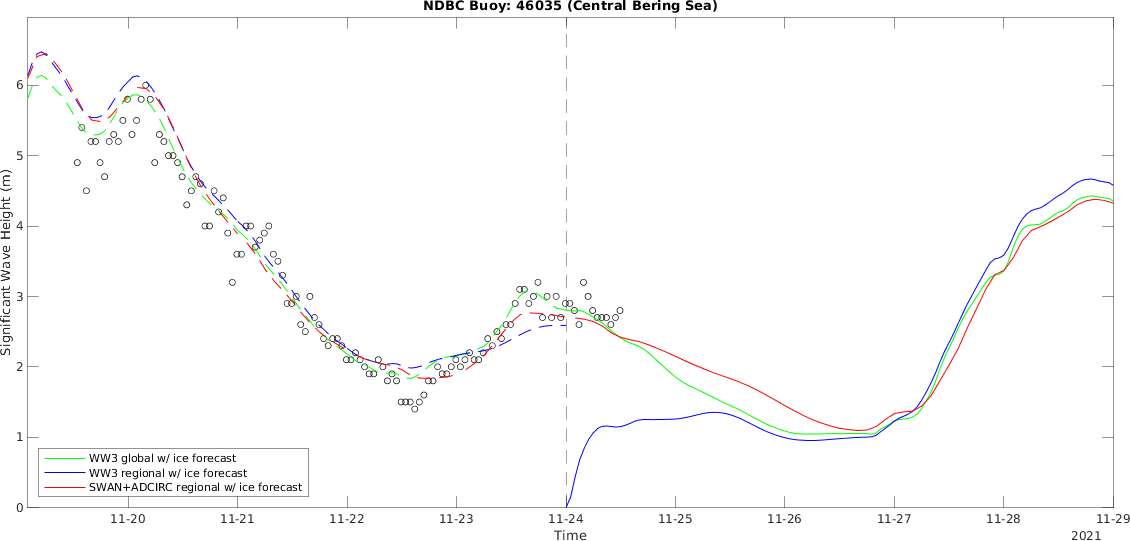 NDBC Buoy: 46035 (Central Bering Sea)
Significant Wave Height (m)
6
5
4
3
2
1
0
WW3 global w/ ice forecast
WW3 regional w/ ice forecast
SWAN+ADCIRC regional w/ ice forecast
11-20 11-21 11-22 11-23 11-24 11-25 11-26 11-27 11-28 11-29
Time
2021